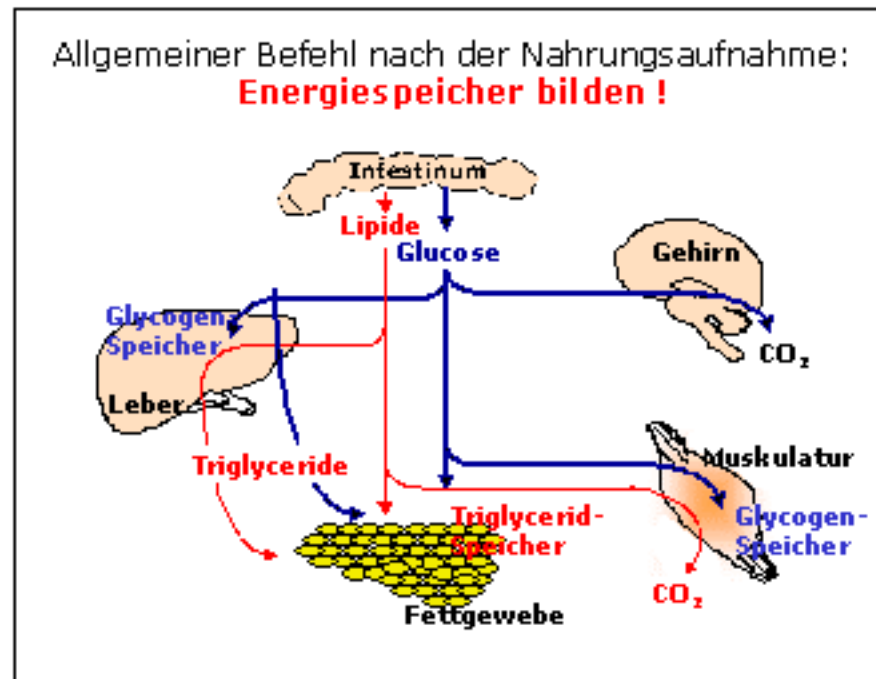 Allgemeiner Befehl nach der Nahrungsaufnahme:
Energiespeicher bilden !
Intestinum
Lipide
Glucose
Gehirn
CO₂
Glycogen-
Speicher
Leber
Triglyceride
Muskulatur
Glycogen-
Speicher
Triglycerid-
Speicher
CO₂
Fettgewebe